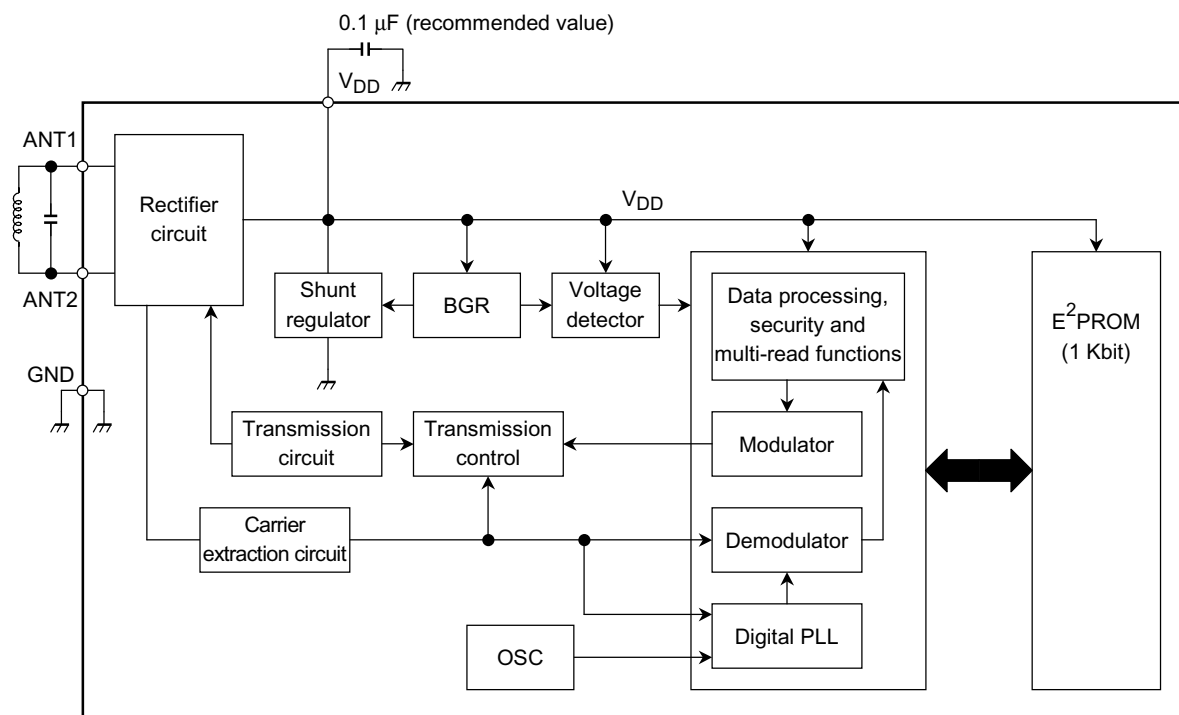 0.1 μF (recommended value)
VDD
ANT1
Rectifier
circuit
VDD
ANT2
Shunt
regulator
BGR
Voltage
detector
Data processing,
security and
multi-read functions
E2PROM
(1 Kbit)
GND
Transmission
circuit
Transmission
control
Modulator
Carrier
extraction circuit
Demodulator
OSC
Digital PLL